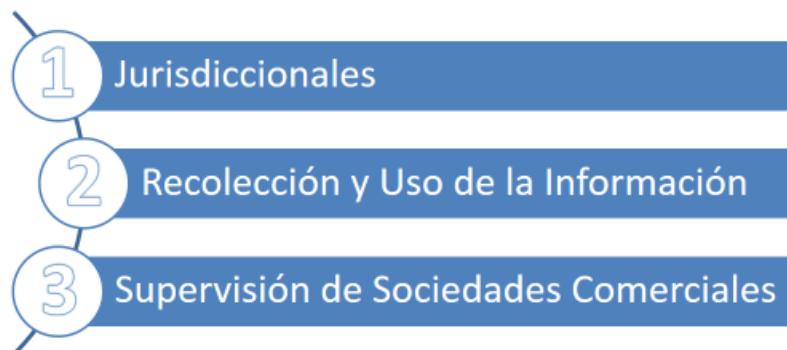 1 Jurisdiccionales
2 Recolección y Uso de la Información
3 Supervisión de Sociedades Comerciales